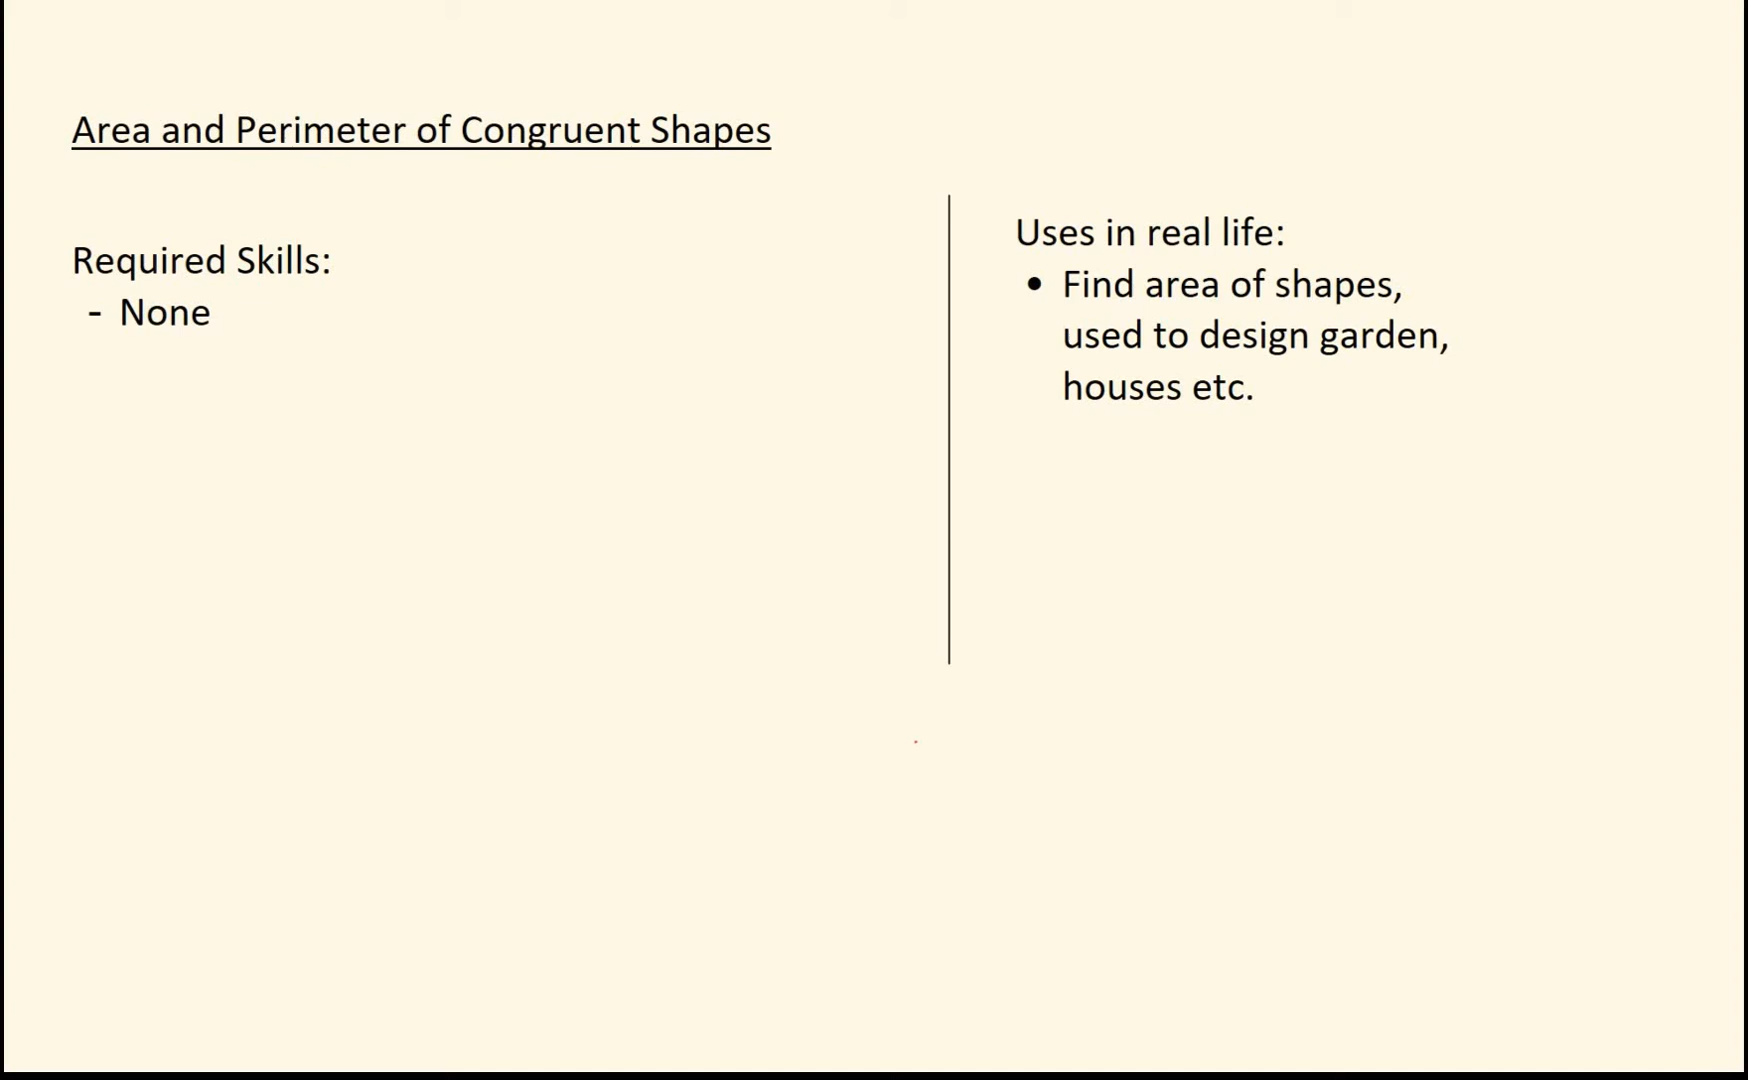 Area and Perimeter of Congruent Shapes
Required Skills:
- None
Uses in real life:
• Find area of shapes,
used to design garden,
houses etc.